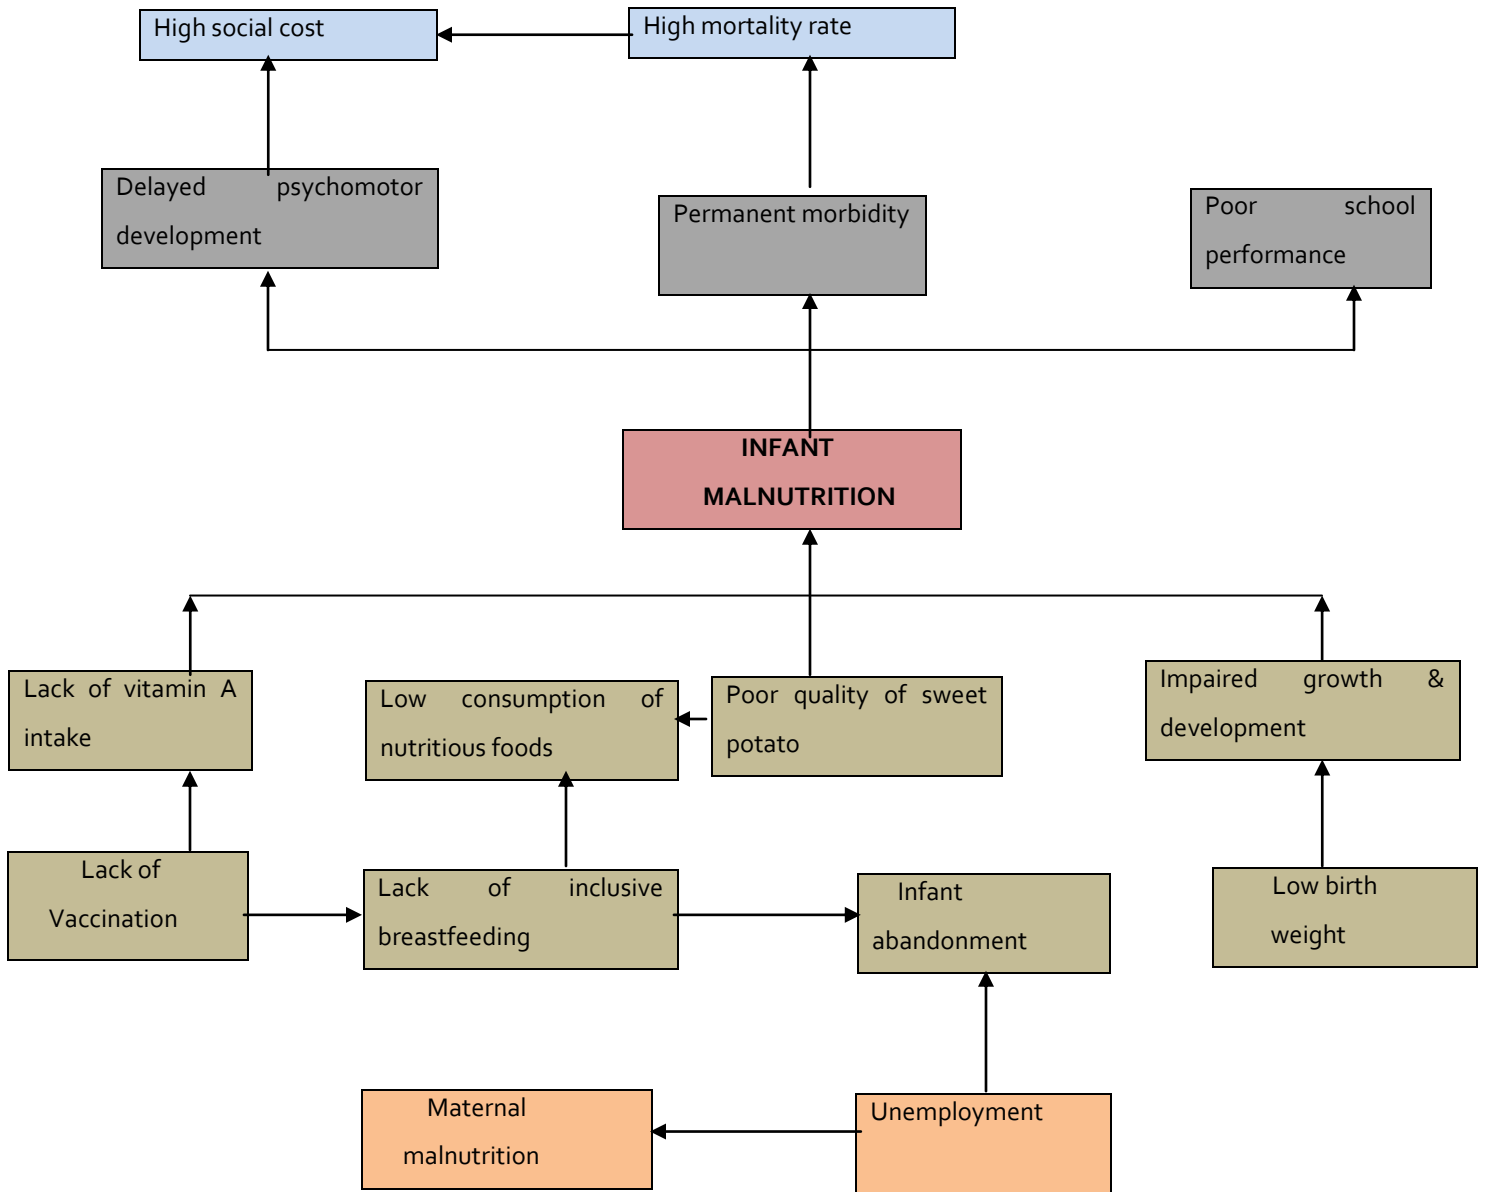 High social cost
High mortality rate
Delayed psychomotor
development
Permanent morbidity
Poor school
performance
INFANT
MALNUTRITION
Lack of vitamin A
intake
Low consumption of
nutritious foods
Poor quality of sweet
potato
Impaired growth &
development
Lack of
Vaccination
Lack of inclusive
breastfeeding
Infant
abandonment
Low birth
weight
Maternal
malnutrition
Unemployment